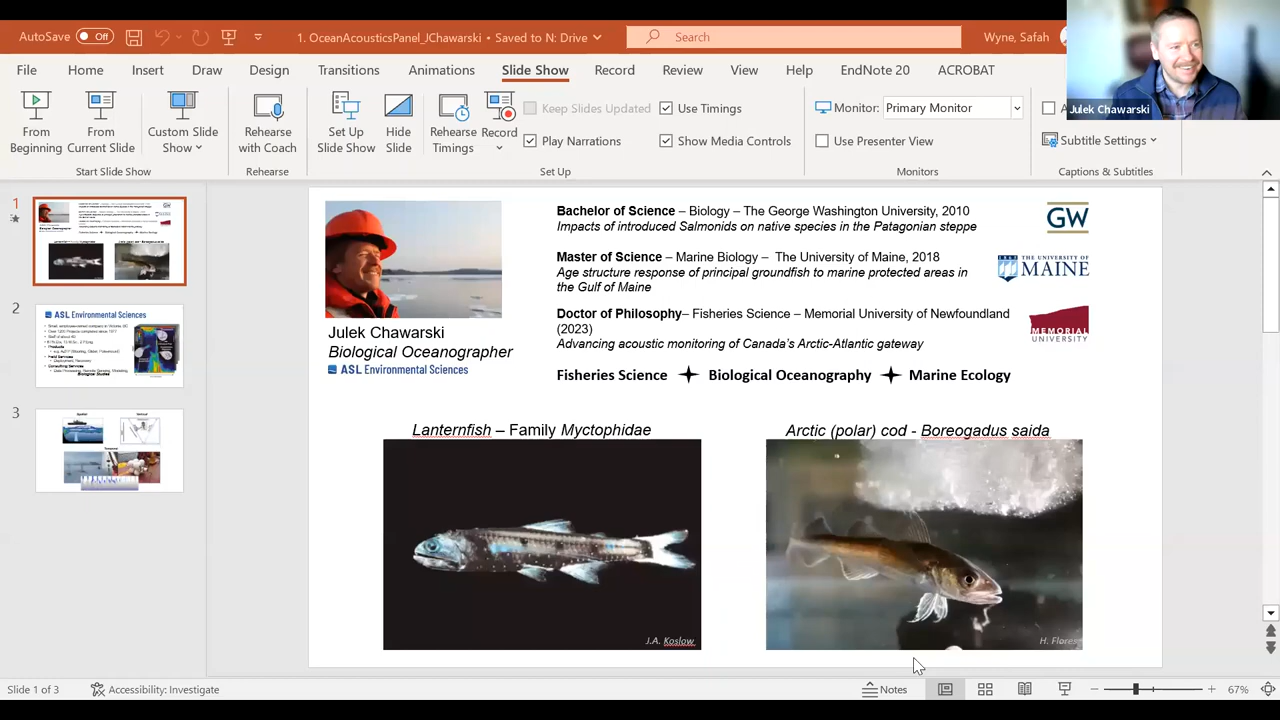 AutoSave Off
1. OceanAcousticsPanel_JChawarski • Saved to N: Drive
Search
Wyne, Safah
Julek Chawarski
File Home Insert Draw Design Transitions Animations Slide Show Record Review View Help EndNote 20 ACROBAT
From Beginning
From Current Slide
Custom Slide Show
Rehearse with Coach
Set Up Slide Show
Hide Slide
Rehearse Timings
Record
Keep Slides Updated
Use Timings
Play Narrations
Show Media Controls
Monitor: Primary Monitor
Use Presenter View
Subtitle Settings
Start Slide Show
Rehearse
Set Up
Monitors
Captions & Subtitles
1
2
3
ASL Environmental Sciences
Bachelor of Science – Biology – The George Washington University, 2010
Impacts of introduced Salmonids on native species in the Patagonian steppe
GW
Master of Science – Marine Biology – The University of Maine, 2018
Age structure response of principal groundfish to marine protected areas in
the Gulf of Maine
THE UNIVERSITY OF
MAINE
Doctor of Philosophy– Fisheries Science – Memorial University of Newfoundland
(2023)
Advancing acoustic monitoring of Canada's Arctic-Atlantic gateway
MEMORIAL
UNIVERSITY
Julek Chawarski
Biological Oceanographer
ASL Environmental Sciences
Fisheries Science Biological Oceanography Marine Ecology
Lanternfish – Family Myctophidae
Arctic (polar) cod - Boreogadus saida
J.A. Koslow
H. Flores
Slide 1 of 3
Accessibility: Investigate
Notes
67%